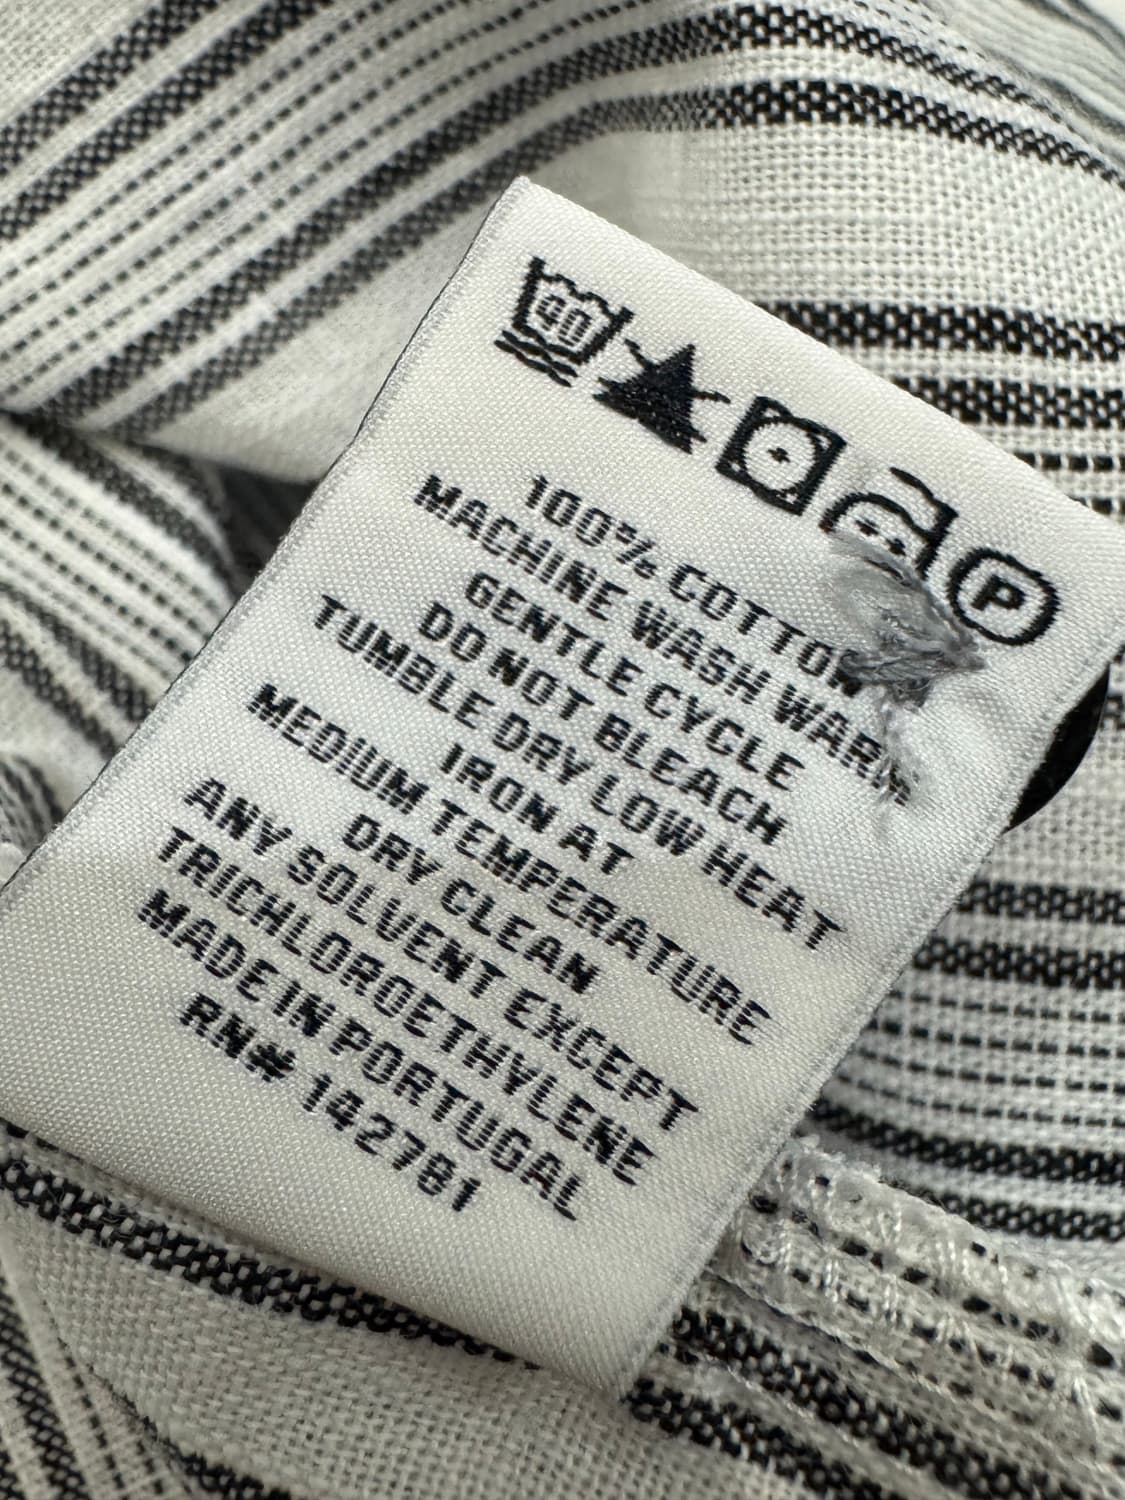 40
P
100% COTTON
MACHINE WASH WARM
GENTLE CYCLE
DO NOT BLEACH
TUMBLE DRY LOW HEAT
IRON AT
MEDIUM TEMPERATURE
DRY CLEAN
ANY SOLVENT EXCEPT
TRICHLOROETHYLENE
MADE IN PORTUGAL
RN# 142781